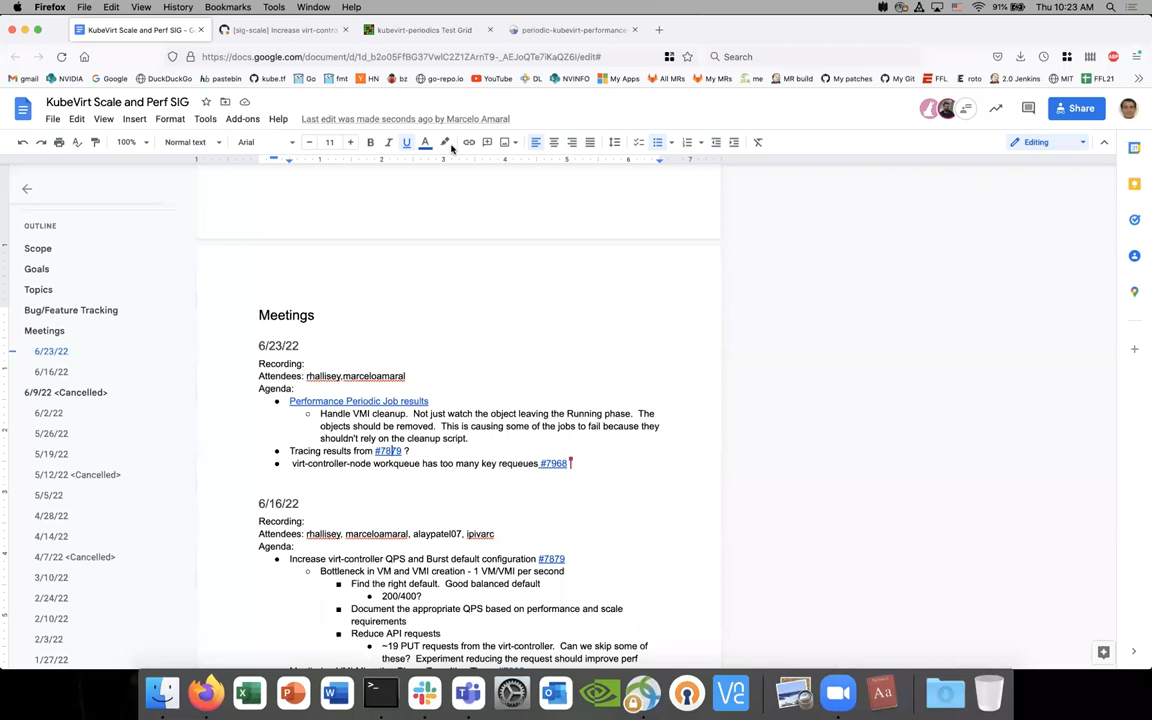 Firefox File Edit View History Bookmarks Tools Window Help 91% Thu 10:23 AM
KubeVirt Scale and Perf SIG - G
[sig-scale] Increase virt-contro
kubevirt-periodics Test Grid
periodic-kubevirt-performance
https://docs.google.com/document/d/1d_b2o05FfBG37VwlC2Z1ZArnT9-_AEJoQTe7iKaQZ6I/edit#
Search
gmail NVIDIA Google DuckDuckGo pastebin kube.tf Go fmt HN bz go-repo.io YouTube DL NVINFO My Apps All MRs My MRs me MR build My patches My Git FFL roto 2.0 Jenkins MIT FFL21
KubeVirt Scale and Perf SIG
File Edit View Insert Format Tools Add-ons Help Last edit was made seconds ago by Marcelo Amaral
Share
100% Normal text Arial 11 Editing
1 1 2 3 4 5 6 7
OUTLINE
Scope
Goals
Topics
Bug/Feature Tracking
Meetings
6/23/22
6/16/22
6/9/22 <Cancelled>
6/2/22
5/26/22
5/19/22
5/12/22 <Cancelled>
5/5/22
4/28/22
4/14/22
4/7/22 <Cancelled>
3/10/22
2/24/22
2/10/22
2/3/22
1/27/22
Meetings
6/23/22
Recording:
Attendees: rhallisey,marceloamaral
Agenda:
● Performance Periodic Job results
○ Handle VMI cleanup. Not just watch the object leaving the Running phase. The
objects should be removed. This is causing some of the jobs to fail because they
shouldn't rely on the cleanup script.
● Tracing results from #7879 ?
● virt-controller-node workqueue has too many key requeues #7968
6/16/22
Recording:
Attendees: rhallisey, marceloamaral, alaypatel07, ipivarc
Agenda:
● Increase virt-controller QPS and Burst default configuration #7879
○ Bottleneck in VM and VMI creation - 1 VM/VMI per second
■ Find the right default. Good balanced default
● 200/400?
■ Document the appropriate QPS based on performance and scale
requirements
■ Reduce API requests
● ~19 PUT requests from the virt-controller. Can we skip some of
these? Experiment reducing the request should improve perf